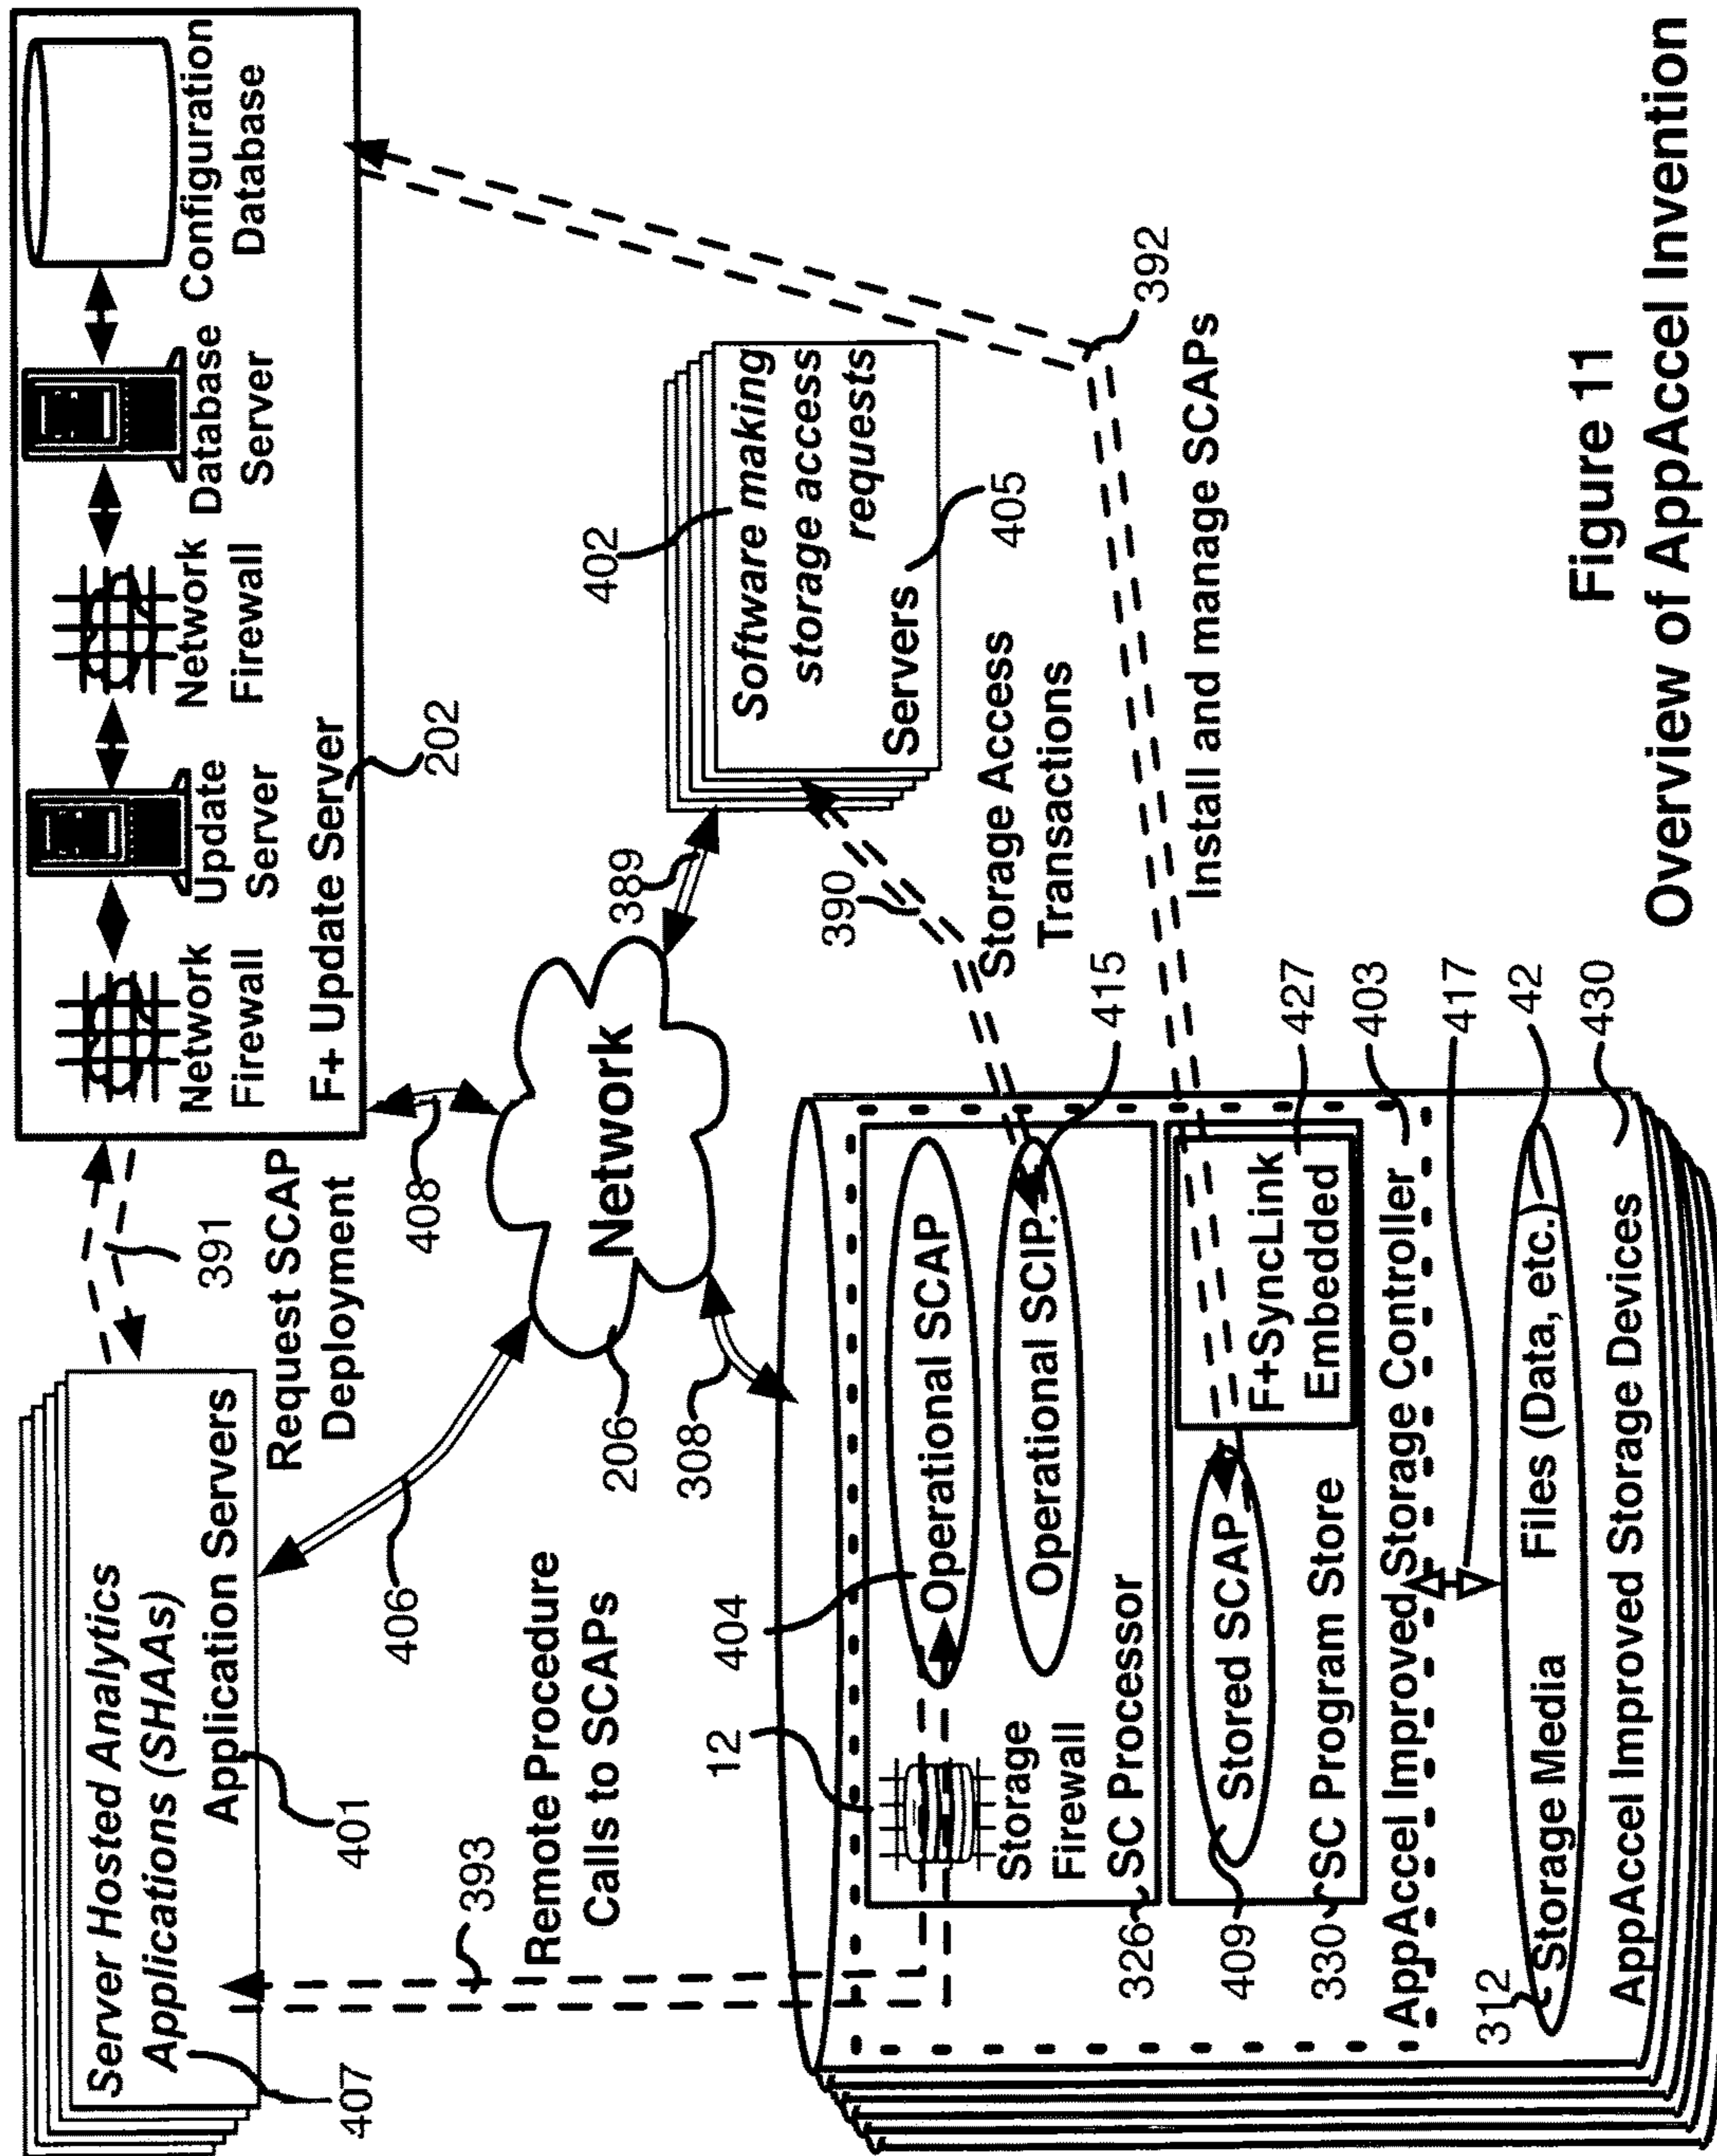 Server Hosted Analytics
Applications (SHAAs)
Application Servers
407
401
393
Remote Procedure
Calls to SCAPs
406
Request SCAP
Deployment
391
408
Network
Firewall
Update
Server
Network
Firewall
Database
Server
Configuration
Database
F+ Update Server
202
Network
206
308
389
390
402
Software making
storage access
requests
Servers
405
Storage Access
Transactions
392
Install and manage SCAPs
12
404
Operational SCAP
Operational SCIP
415
Storage
Firewall
SC Processor
326
Stored SCAP
409
F+SyncLink
Embedded
427
SC Program Store
330
AppAccel Improved Storage Controller
403
417
312
Storage Media
Files (Data, etc.)
42
AppAccel Improved Storage Devices
430
Figure 11
Overview of AppAccel Invention